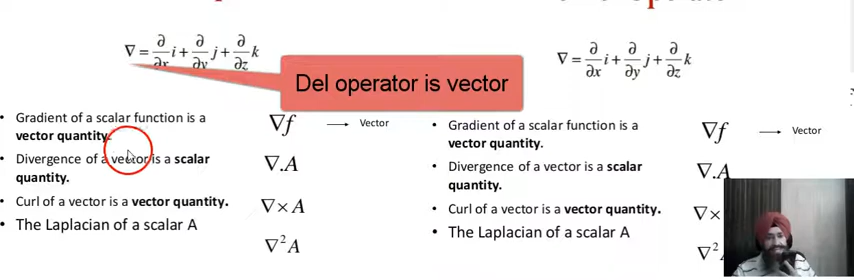 ∇ = ∂/∂x i + ∂/∂y j + ∂/∂z k
Del operator is vector
• Gradient of a scalar function is a
vector quantity.
∇f → Vector
• Divergence of a vector is a scalar
quantity.
∇.A
• Curl of a vector is a vector quantity.
∇ × A
• The Laplacian of a scalar A
∇²A
∇ = ∂/∂x i + ∂/∂y j + ∂/∂z k
• Gradient of a scalar function is a
vector quantity.
∇f → Vector
• Divergence of a vector is a scalar
quantity.
∇.A
• Curl of a vector is a vector quantity.
∇ ×
• The Laplacian of a scalar A
∇²